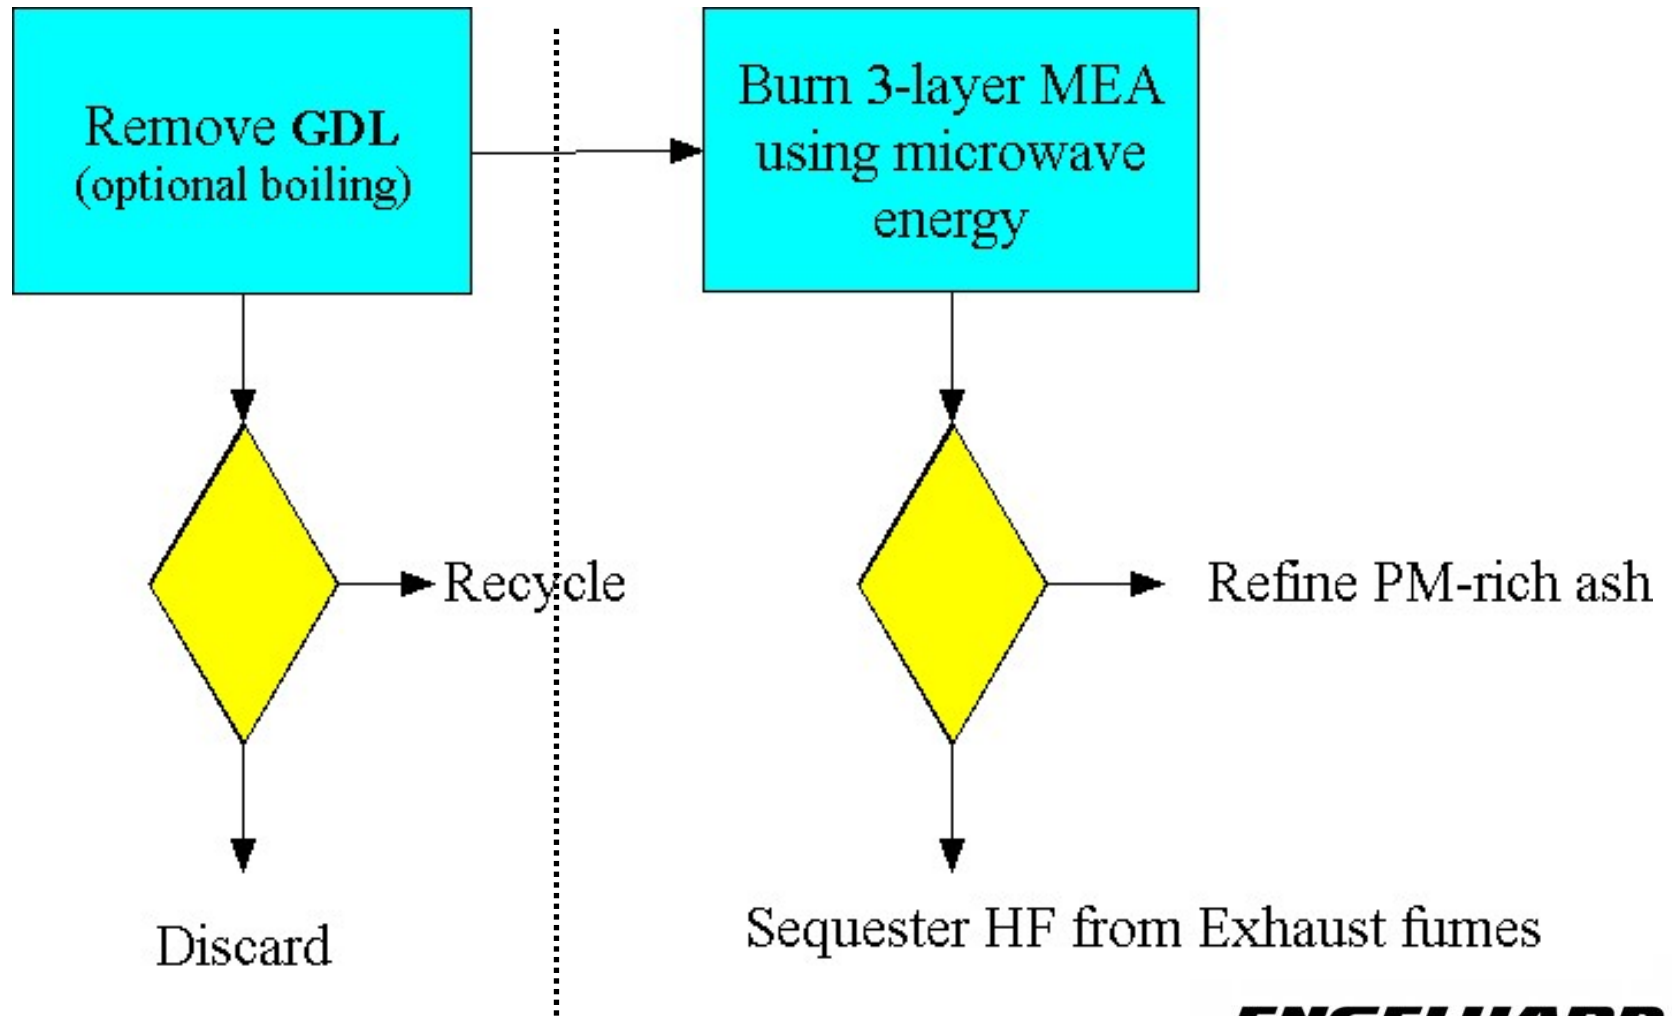 Remove GDL
(optional boiling)
Burn 3-layer MEA
using microwave
energy
Recycle
Refine PM-rich ash
Discard
Sequester HF from Exhaust fumes